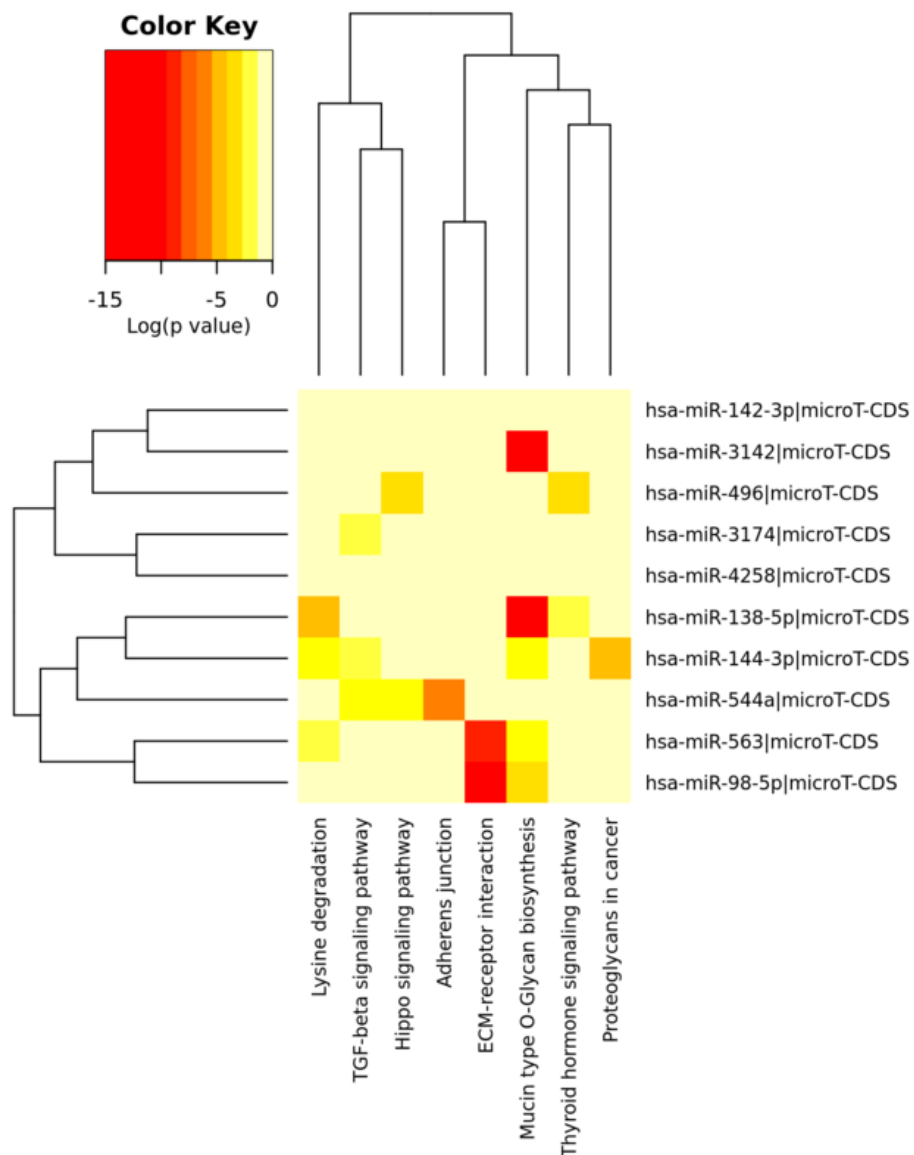 Color Key
-15 -5 0
Log(p value)
hsa-miR-142-3p|microT-CDS
hsa-miR-3142|microT-CDS
hsa-miR-496|microT-CDS
hsa-miR-3174|microT-CDS
hsa-miR-4258|microT-CDS
hsa-miR-138-5p|microT-CDS
hsa-miR-144-3p|microT-CDS
hsa-miR-544a|microT-CDS
hsa-miR-563|microT-CDS
hsa-miR-98-5p|microT-CDS
Lysine degradation
TGF-beta signaling pathway
Hippo signaling pathway
Adherens junction
ECM-receptor interaction
Mucin type O-Glycan biosynthesis
Thyroid hormone signaling pathway
Proteoglycans in cancer